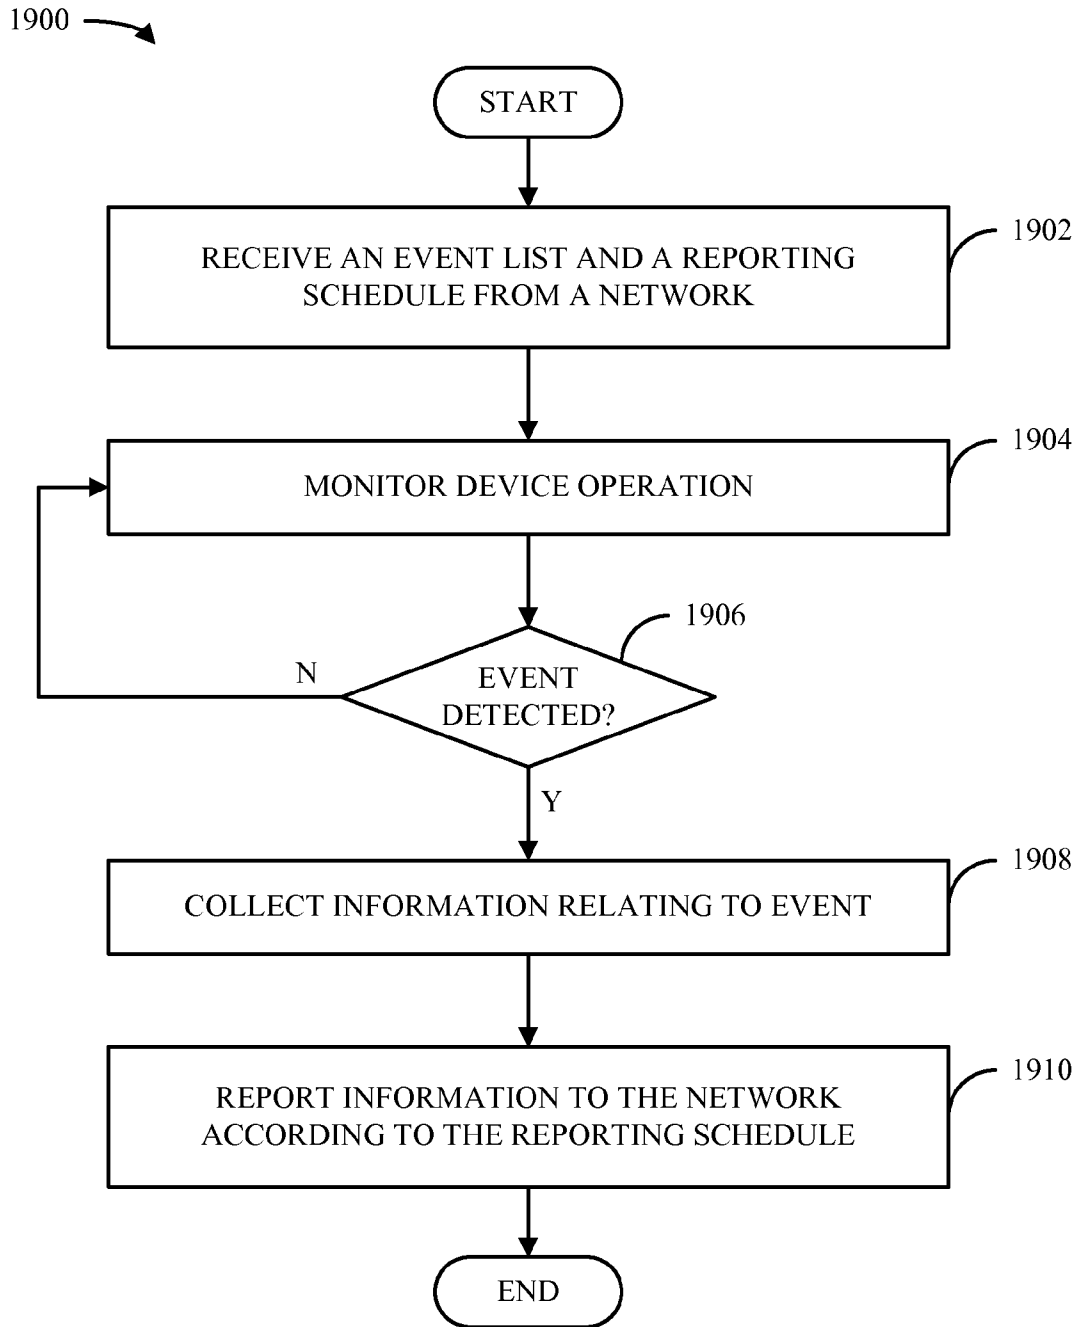 1900
START
RECEIVE AN EVENT LIST AND A REPORTING
SCHEDULE FROM A NETWORK
1902
MONITOR DEVICE OPERATION
1904
EVENT
DETECTED?
1906
N
Y
COLLECT INFORMATION RELATING TO EVENT
1908
REPORT INFORMATION TO THE NETWORK
ACCORDING TO THE REPORTING SCHEDULE
1910
END